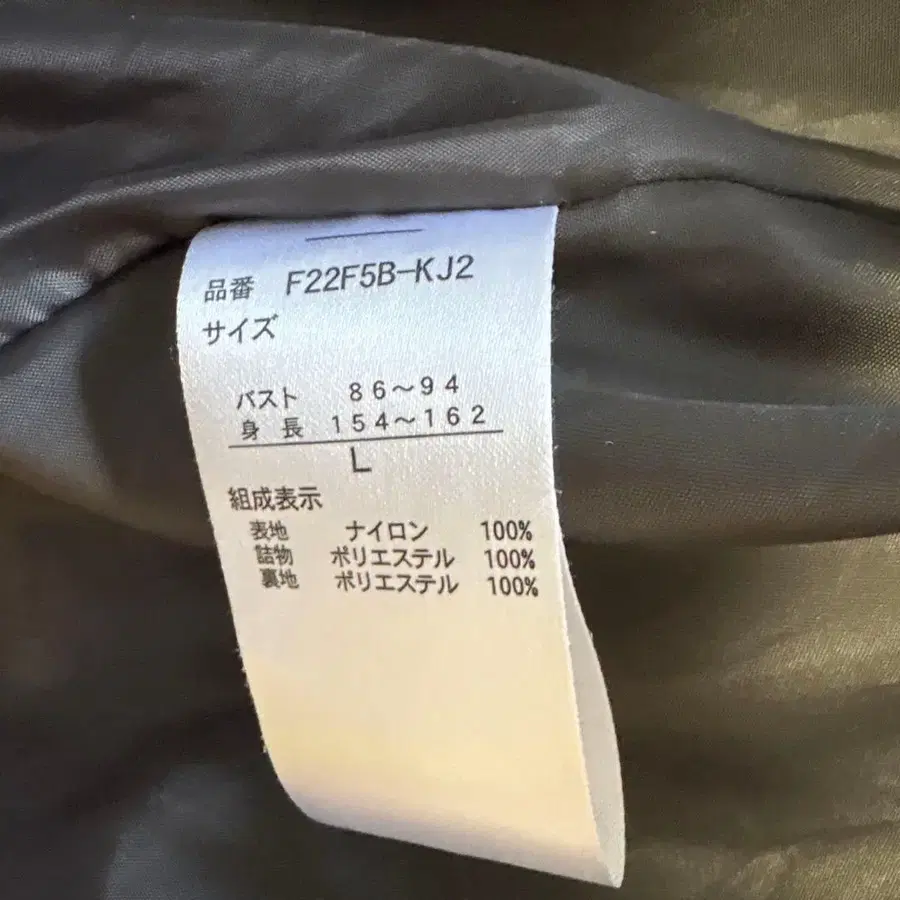 品番 F22F5B-KJ2
サイズ
バスト 86～94
身長 154～162
L
組成表示
表地 ナイロン 100%
詰物 ポリエステル 100%
裏地 ポリエステル 100%